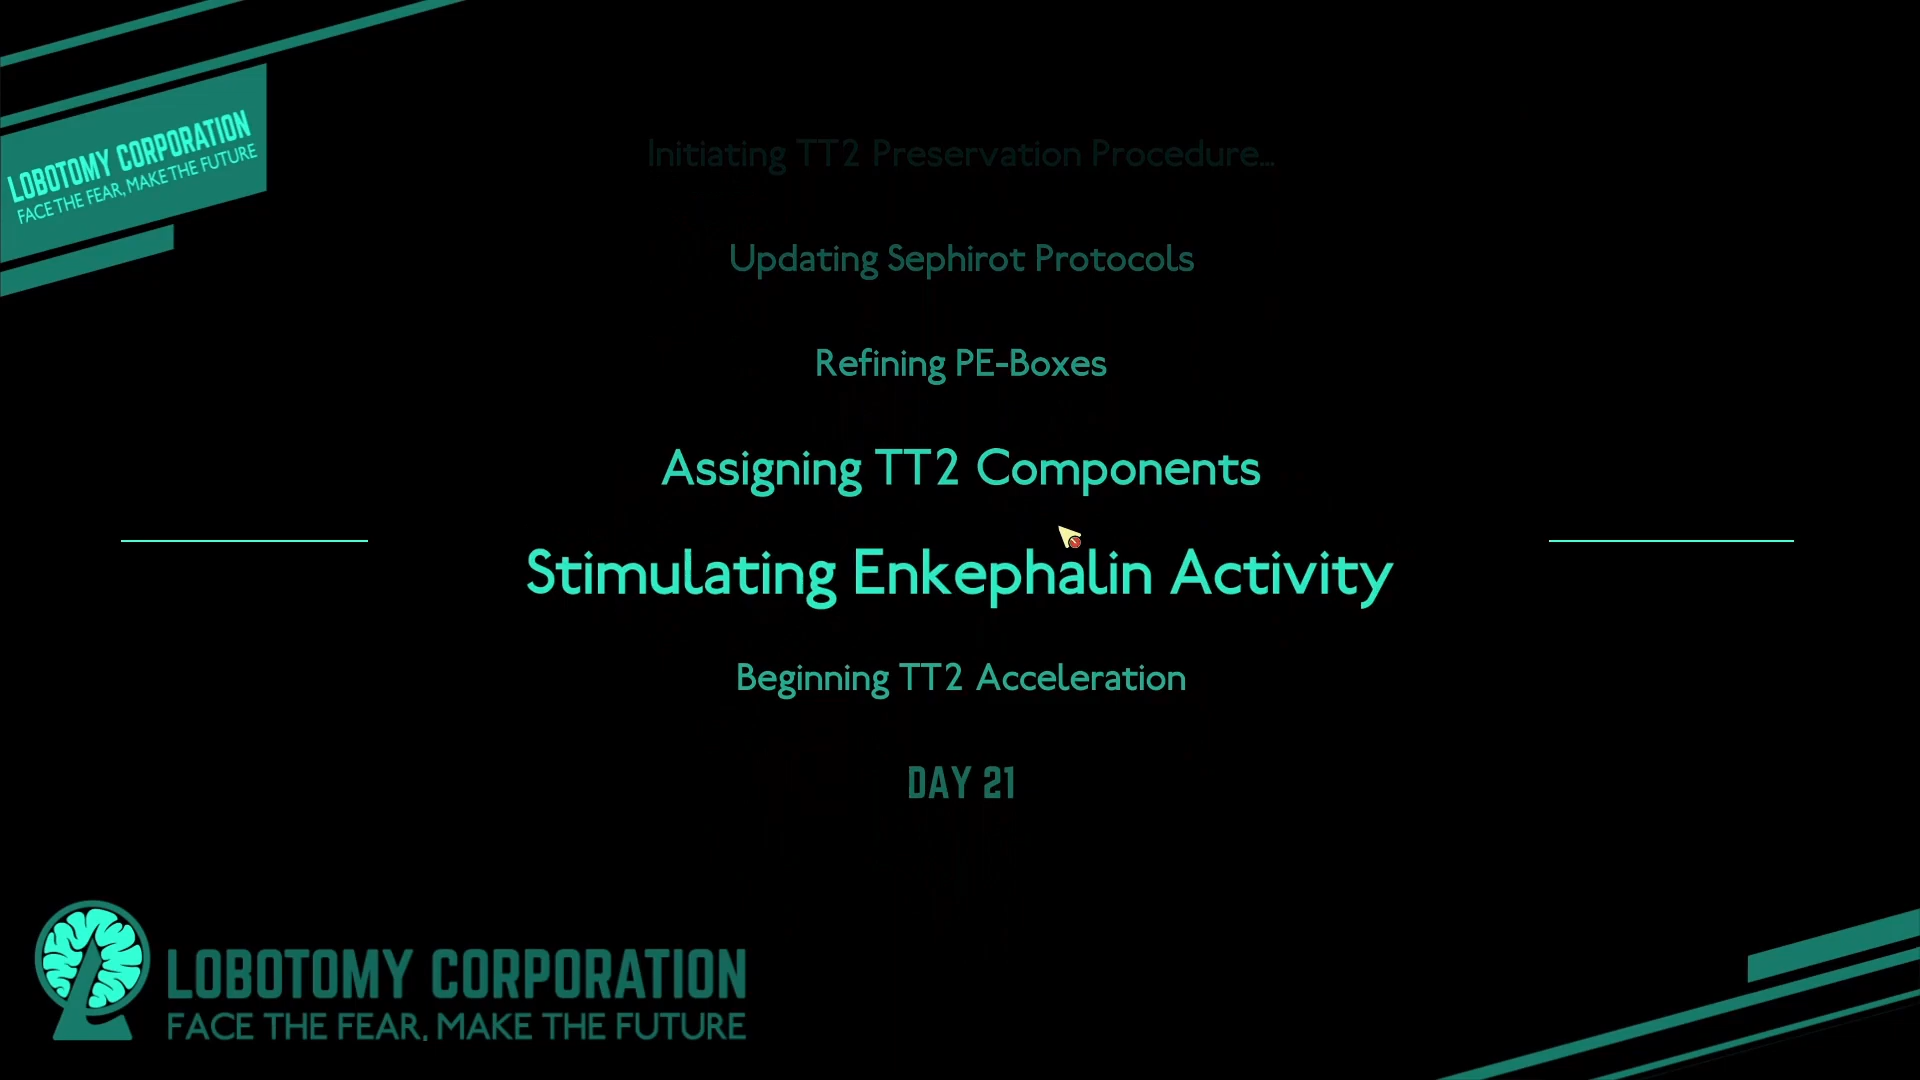 LOBOTOMY CORPORATION
FACE THE FEAR, MAKE THE FUTURE
Initiating TT2 Preservation Procedure...
Updating Sephirot Protocols
Refining PE-Boxes
Assigning TT2 Components
Stimulating Enkephalin Activity
Beginning TT2 Acceleration
DAY 21
LOBOTOMY CORPORATION
FACE THE FEAR, MAKE THE FUTURE